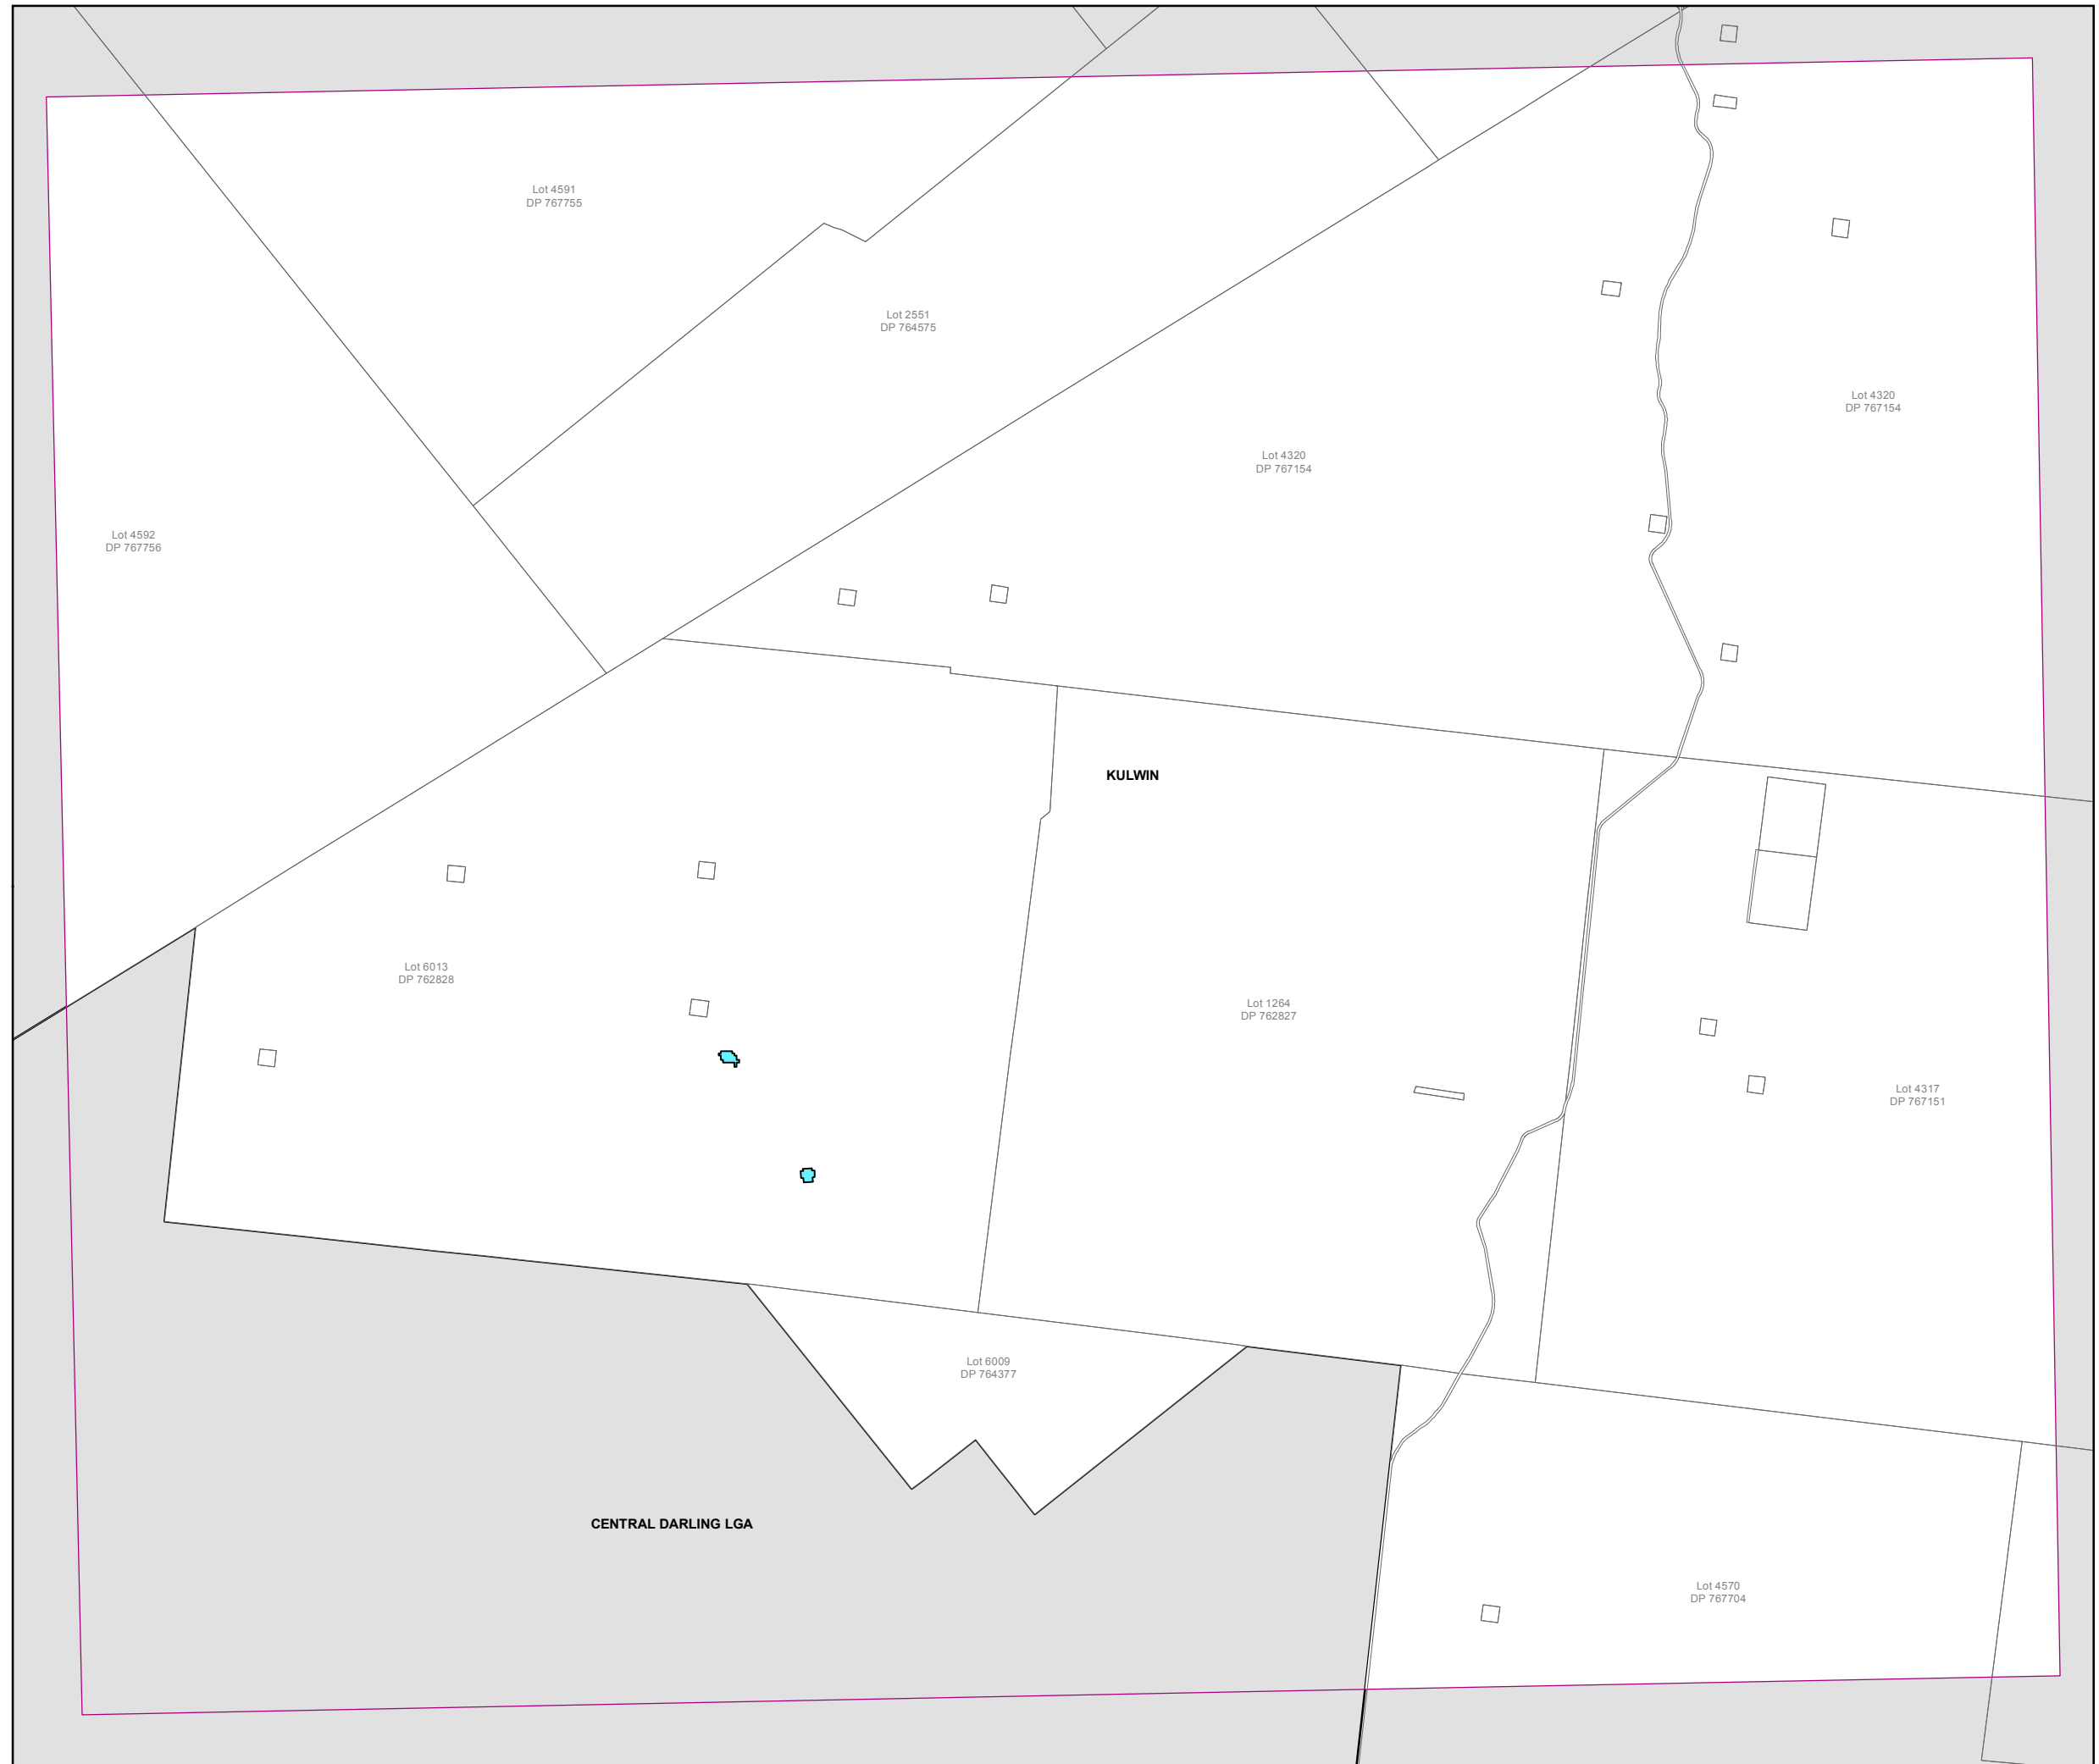 Lot 4591
DP 767755
Lot 2551
DP 764575
Lot 4320
DP 767154
Lot 4320
DP 767154
Lot 4592
DP 767756
KULWIN
Lot 6013
DP 762828
Lot 1264
DP 762827
Lot 4317
DP 767151
Lot 6009
DP 764377
CENTRAL DARLING LGA
Lot 4570
DP 767704